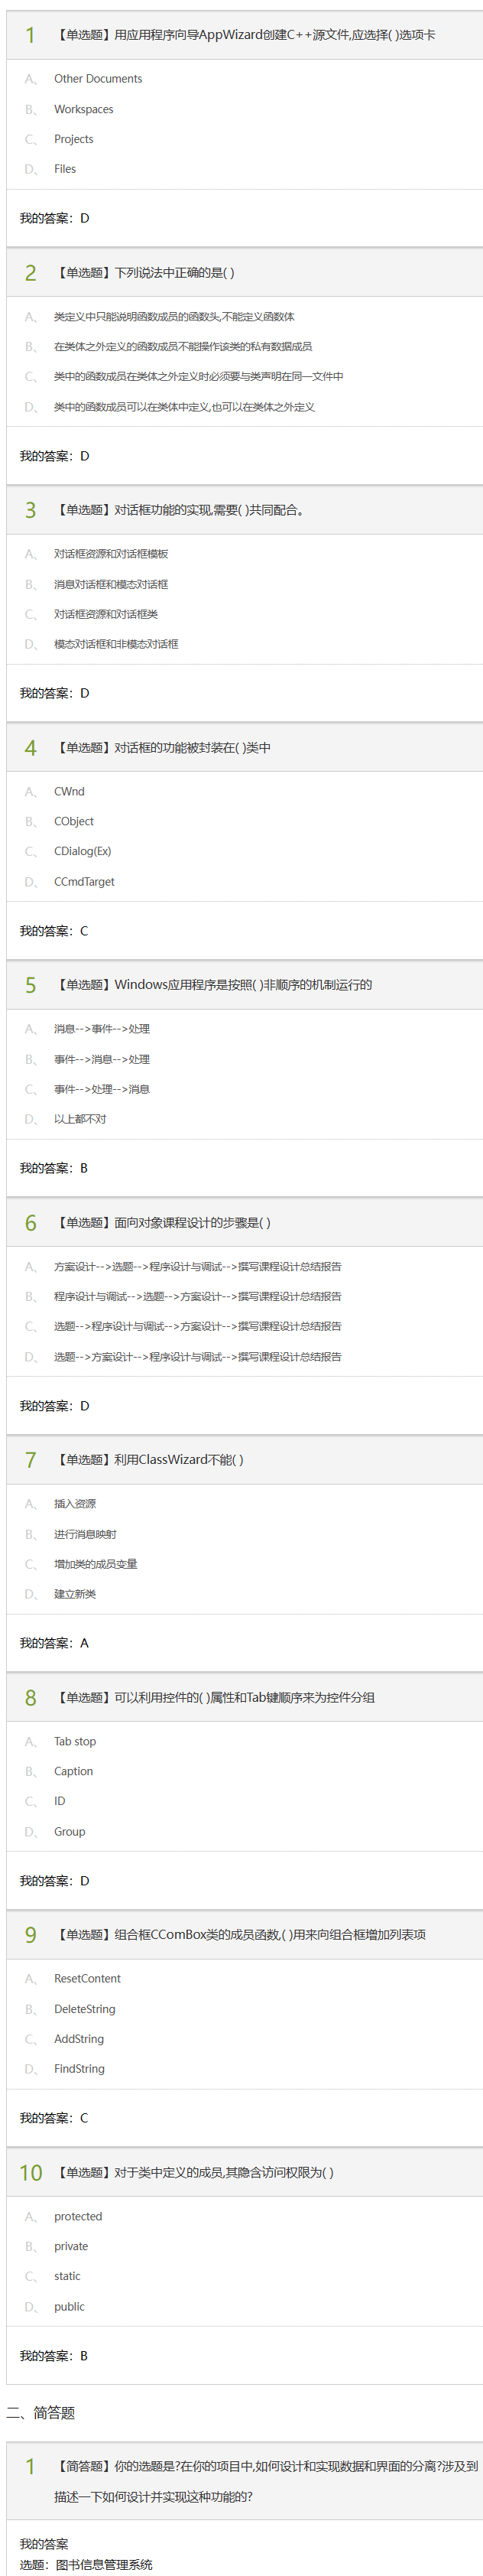 1 【单选题】用应用程序向导AppWizard创建C++源文件,应选择( )选项卡
A、 Other Documents
B、 Workspaces
C、 Projects
D、 Files
我的答案：D
2 【单选题】下列说法中正确的是( )
A、 类定义中只能说明函数成员的函数头,不能定义函数体
B、 在类体之外定义的函数成员不能操作该类的私有数据成员
C、 类中的函数成员在类体之外定义时必须要与类声明在同一文件中
D、 类中的函数成员可以在类体中定义,也可以在类体之外定义
我的答案：D
3 【单选题】对话框功能的实现,需要( )共同配合。
A、 对话框资源和对话框模板
B、 消息对话框和模态对话框
C、 对话框资源和对话框类
D、 模态对话框和非模态对话框
我的答案：D
4 【单选题】对话框的功能被封装在( )类中
A、 CWnd
B、 CObject
C、 CDialog(Ex)
D、 CCmdTarget
我的答案：C
5 【单选题】Windows应用程序是按照( )非顺序的机制运行的
A、 消息-->事件-->处理
B、 事件-->消息-->处理
C、 事件-->处理-->消息
D、 以上都不对
我的答案：B
6 【单选题】面向对象课程设计的步骤是( )
A、 方案设计-->选题-->程序设计与调试-->撰写课程设计总结报告
B、 程序设计与调试-->选题-->方案设计-->撰写课程设计总结报告
C、 选题-->程序设计与调试-->方案设计-->撰写课程设计总结报告
D、 选题-->方案设计-->程序设计与调试-->撰写课程设计总结报告
我的答案：D
7 【单选题】利用ClassWizard不能( )
A、 插入资源
B、 进行消息映射
C、 增加类的成员变量
D、 建立新类
我的答案：A
8 【单选题】可以利用控件的( )属性和Tab键顺序来为控件分组
A、 Tab stop
B、 Caption
C、 ID
D、 Group
我的答案：D
9 【单选题】组合框CComBox类的成员函数,( )用来向组合框增加列表项
A、 ResetContent
B、 DeleteString
C、 AddString
D、 FindString
我的答案：C
10 【单选题】对于类中定义的成员,其隐含访问权限为( )
A、 protected
B、 private
C、 static
D、 public
我的答案：B
二、简答题
1 【简答题】你的选题是?在你的项目中,如何设计和实现数据和界面的分离?涉及到
描述一下如何设计并实现这种功能的?
我的答案
选题：图书信息管理系统